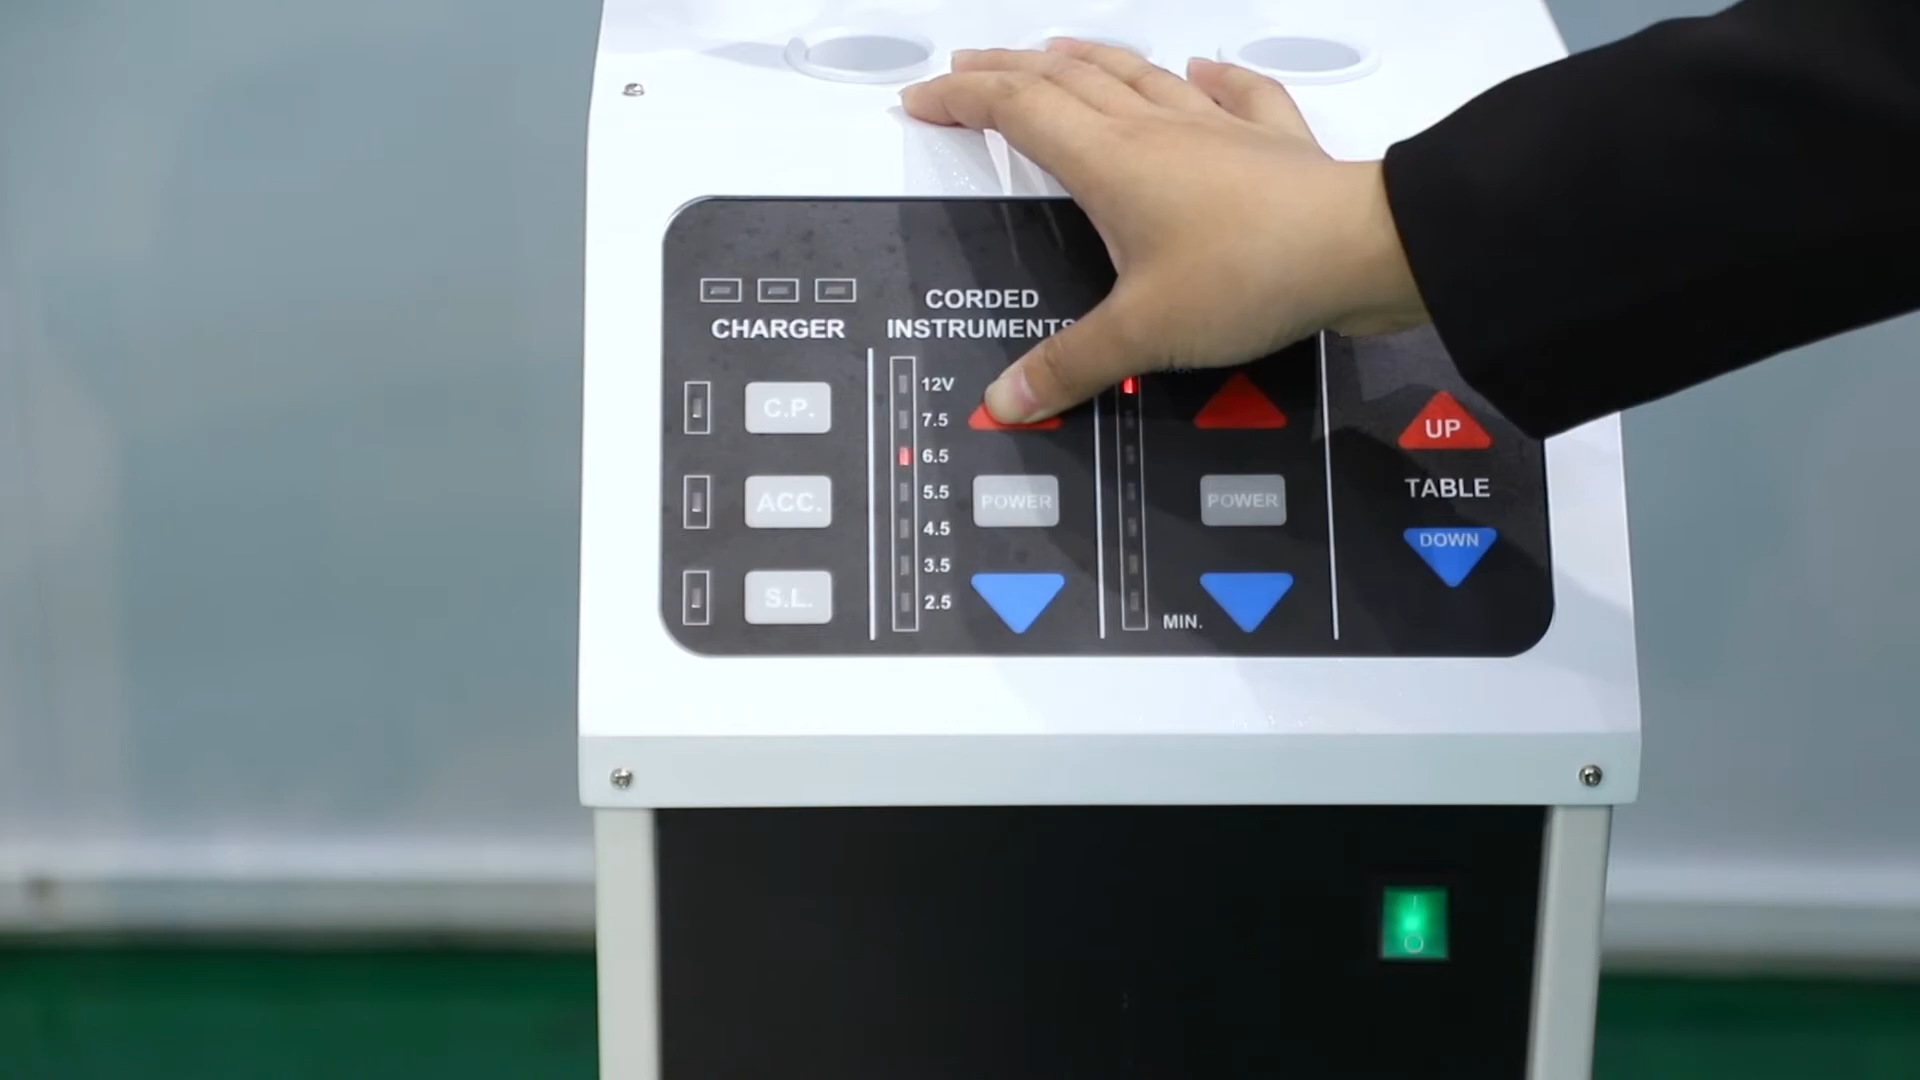 CHARGER
C.P.
ACC.
S.L.
CORDED
INSTRUMENTS
12V
7.5
6.5
5.5
4.5
3.5
2.5
POWER
POWER
MIN.
UP
TABLE
DOWN